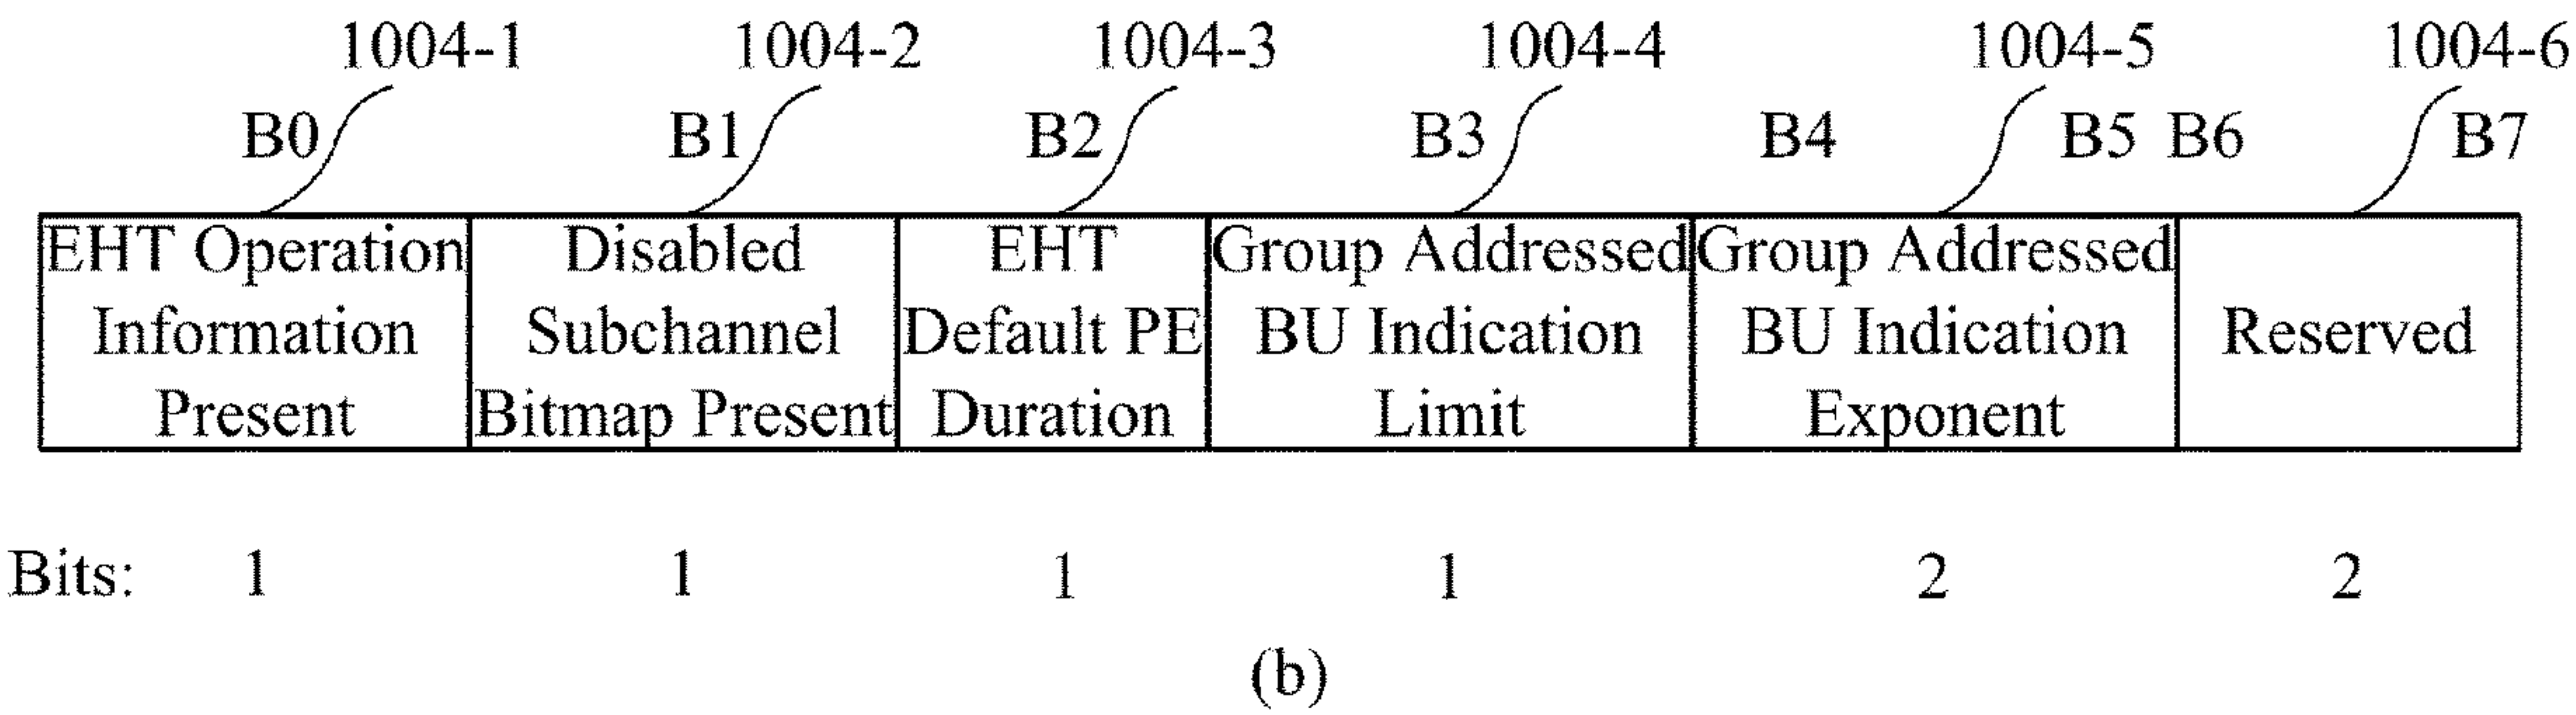 1004-1 1004-2 1004-3 1004-4 1004-5 1004-6
B0 B1 B2 B3 B4 B5 B6 B7
EHT Operation
Information
Present
Disabled
Subchannel
Bitmap Present
EHT
Default PE
Duration
Group Addressed
BU Indication
Limit
Group Addressed
BU Indication
Exponent
Reserved
Bits: 1 1 1 1 2 2
(b)